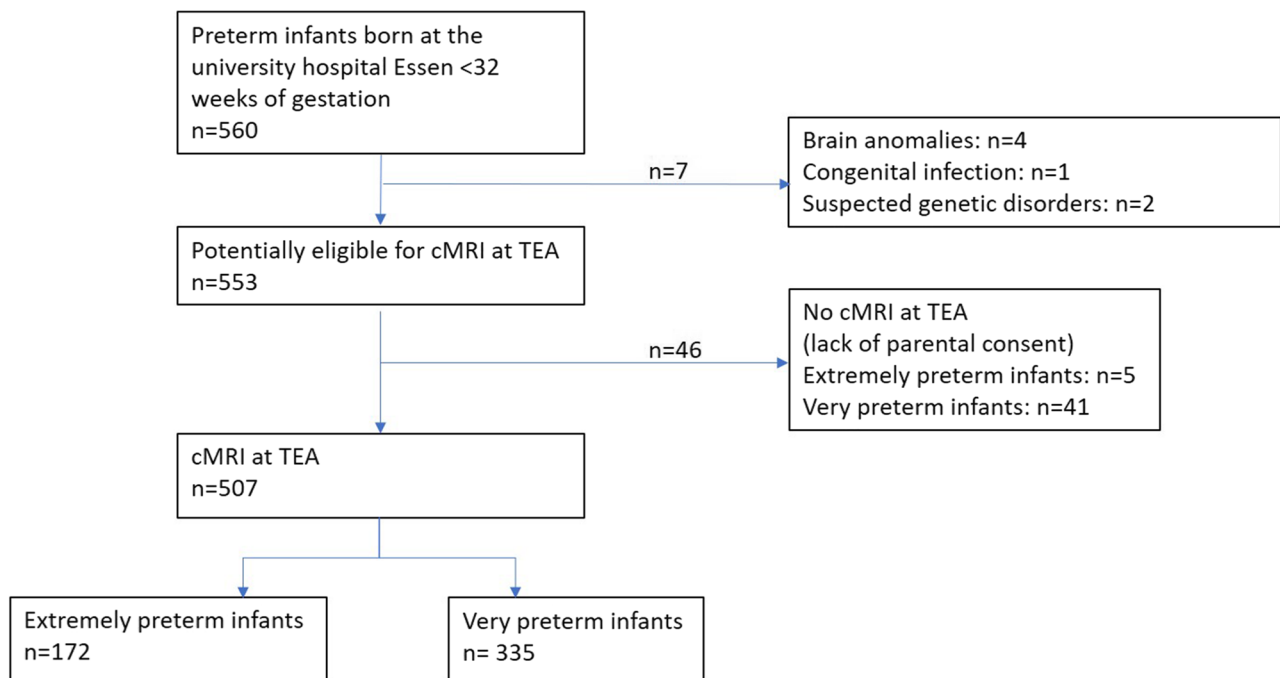 Preterm infants born at the
university hospital Essen <32
weeks of gestation
n=560
n=7
Brain anomalies: n=4
Congenital infection: n=1
Suspected genetic disorders: n=2
Potentially eligible for cMRI at TEA
n=553
n=46
No cMRI at TEA
(lack of parental consent)
Extremely preterm infants: n=5
Very preterm infants: n=41
cMRI at TEA
n=507
Extremely preterm infants
n=172
Very preterm infants
n= 335